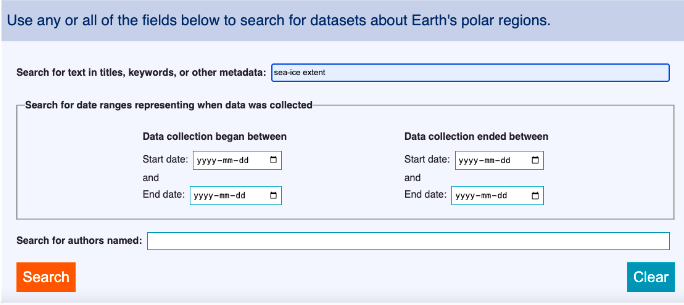 Use any or all of the fields below to search for datasets about Earth's polar regions.
Search for text in titles, keywords, or other metadata: sea-ice extent
Search for date ranges representing when data was collected
Data collection began between Data collection ended between
Start date: yyyy-mm-dd Start date: yyyy-mm-dd
and and
End date: yyyy-mm-dd End date: yyyy-mm-dd
Search for authors named:
Search Clear